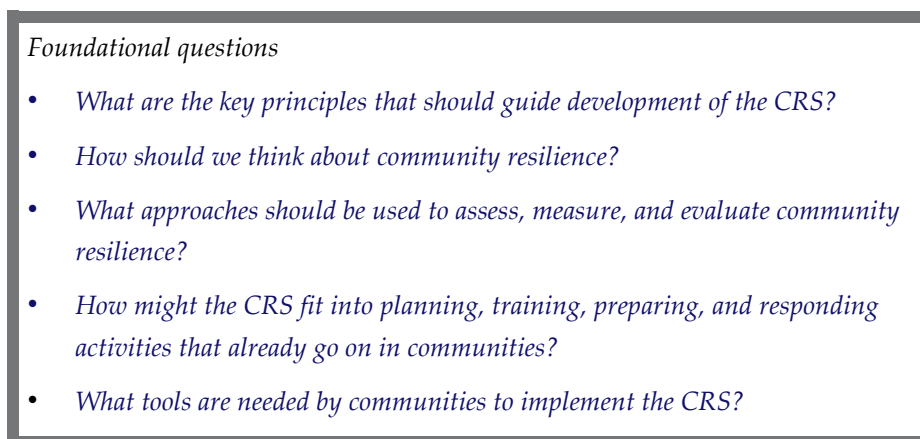 Foundational questions
• What are the key principles that should guide development of the CRS?
• How should we think about community resilience?
• What approaches should be used to assess, measure, and evaluate community
resilience?
• How might the CRS fit into planning, training, preparing, and responding
activities that already go on in communities?
• What tools are needed by communities to implement the CRS?